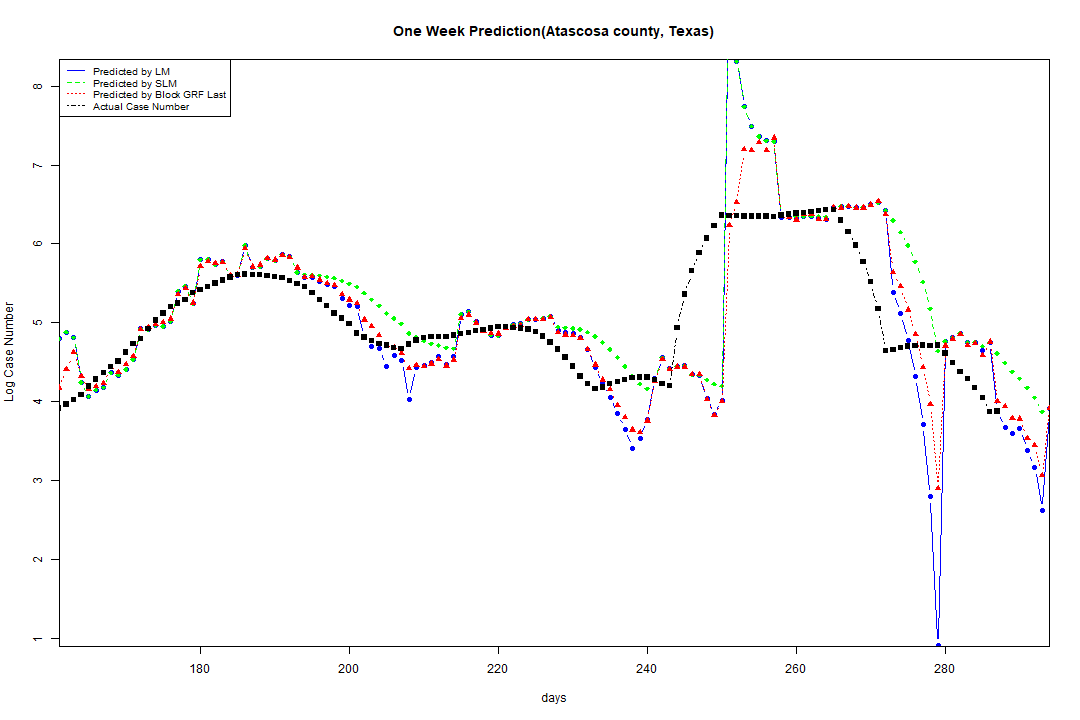 One Week Prediction(Atascosa county, Texas)
Predicted by LM
Predicted by SLM
Predicted by Block GRF Last
Actual Case Number
8
7
6
5
4
3
2
1
Log Case Number
180 200 220 240 260 280
days